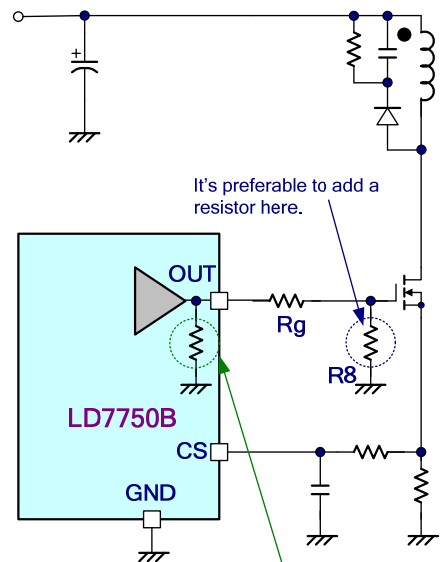 +
It's preferable to add a
resistor here.
OUT
Rg
R8
LD7750B
CS
GND